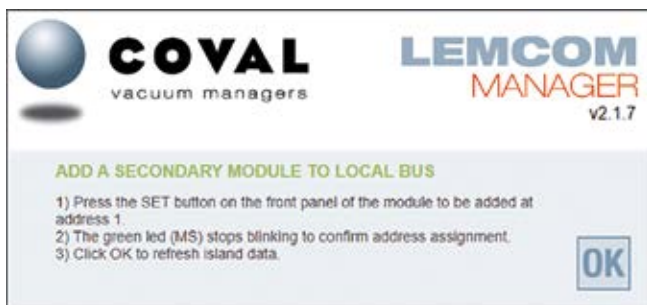 COVAL
vacuum managers
LEMCOM
MANAGER
v2.1.7
ADD A SECONDARY MODULE TO LOCAL BUS
1) Press the SET button on the front panel of the module to be added at
address 1.
2) The green led (MS) stops blinking to confirm address assignment.
3) Click OK to refresh island data.
OK